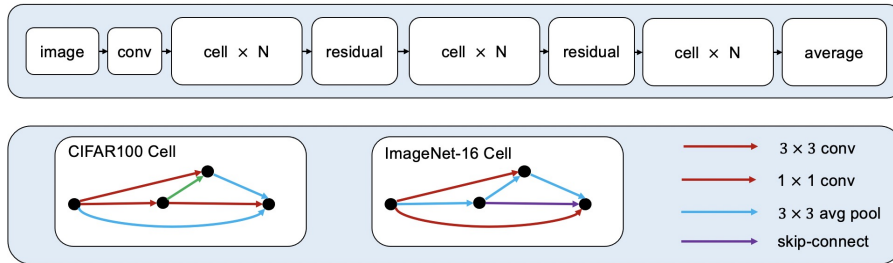 image
conv
cell × N
residual
cell × N
residual
cell × N
average
CIFAR100 Cell
ImageNet-16 Cell
3 × 3 conv
1 × 1 conv
3 × 3 avg pool
skip-connect